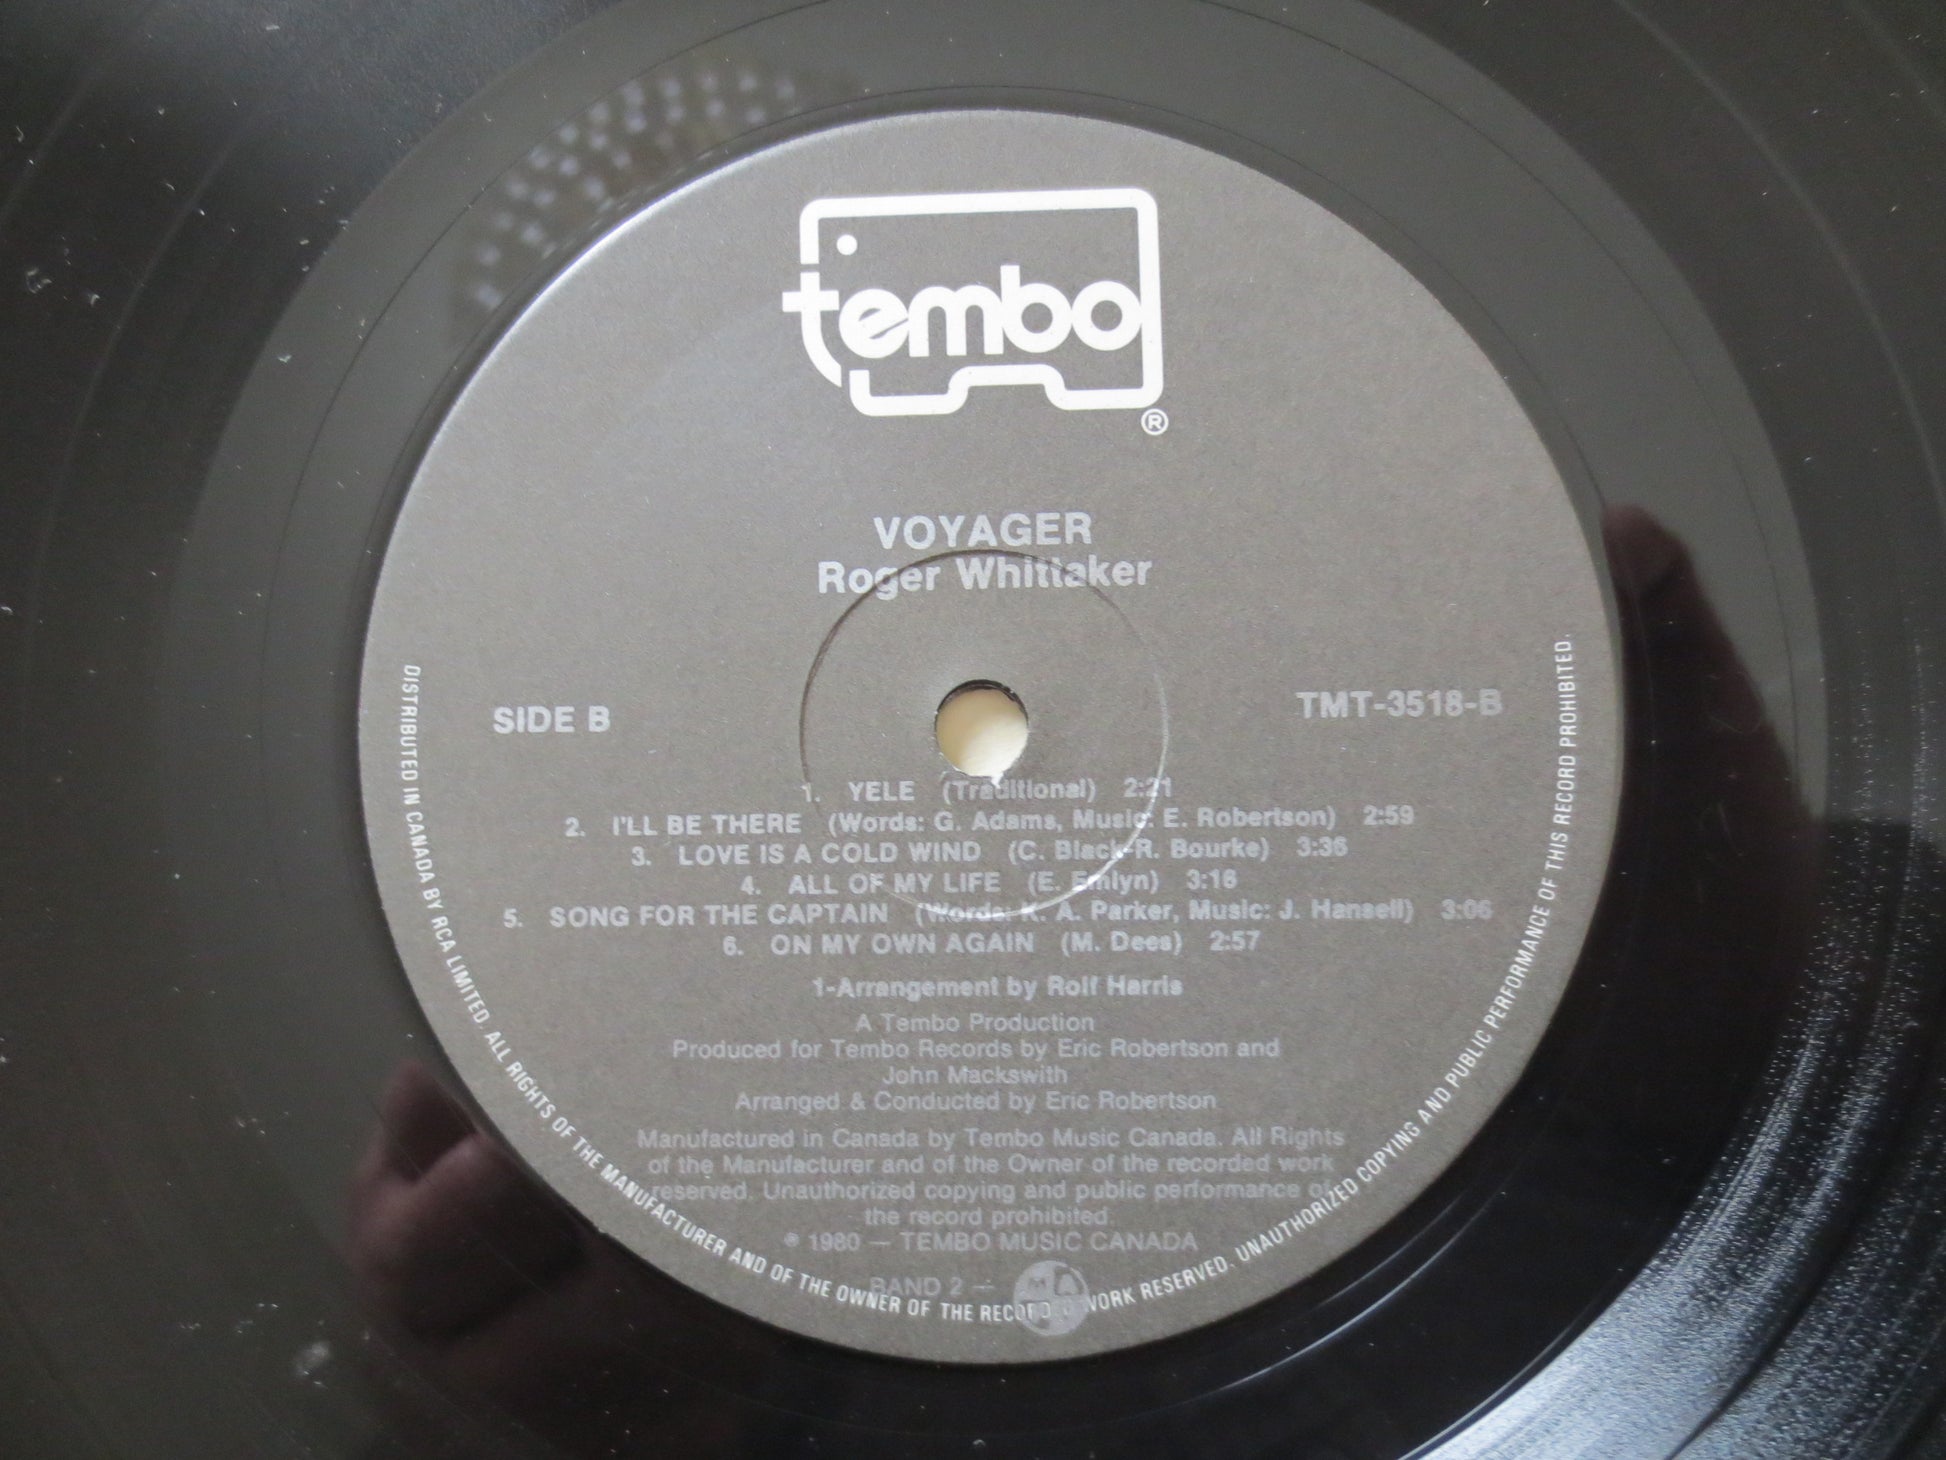 tembo
®
VOYAGER
Roger Whittaker
SIDE B
TMT-3518-B
1. YELE (Traditional) 2:21
2. I'LL BE THERE (Words: G. Adams, Music: E. Robertson) 2:59
3. LOVE IS A COLD WIND (C. Black-R. Bourke) 3:36
4. ALL OF MY LIFE (E. Emlyn) 3:16
5. SONG FOR THE CAPTAIN (Words: K. A. Parker, Music: J. Hansell) 3:06
6. ON MY OWN AGAIN (M. Dees) 2:57
1-Arrangement by Rolf Harris
A Tembo Production
Produced for Tembo Records by Eric Robertson and
John Mackswith
Arranged & Conducted by Eric Robertson
Manufactured in Canada by Tembo Music Canada. All Rights
of the Manufacturer and of the Owner of the recorded work
reserved. Unauthorized copying and public performance of
the record prohibited.
℗ 1980 — TEMBO MUSIC CANADA
BAND 2 —
DISTRIBUTED IN CANADA BY RCA LIMITED. ALL RIGHTS OF THE MANUFACTURER AND OF THE OWNER OF THE RECORDED WORK RESERVED. UNAUTHORIZED COPYING AND PUBLIC PERFORMANCE OF THIS RECORD PROHIBITED.